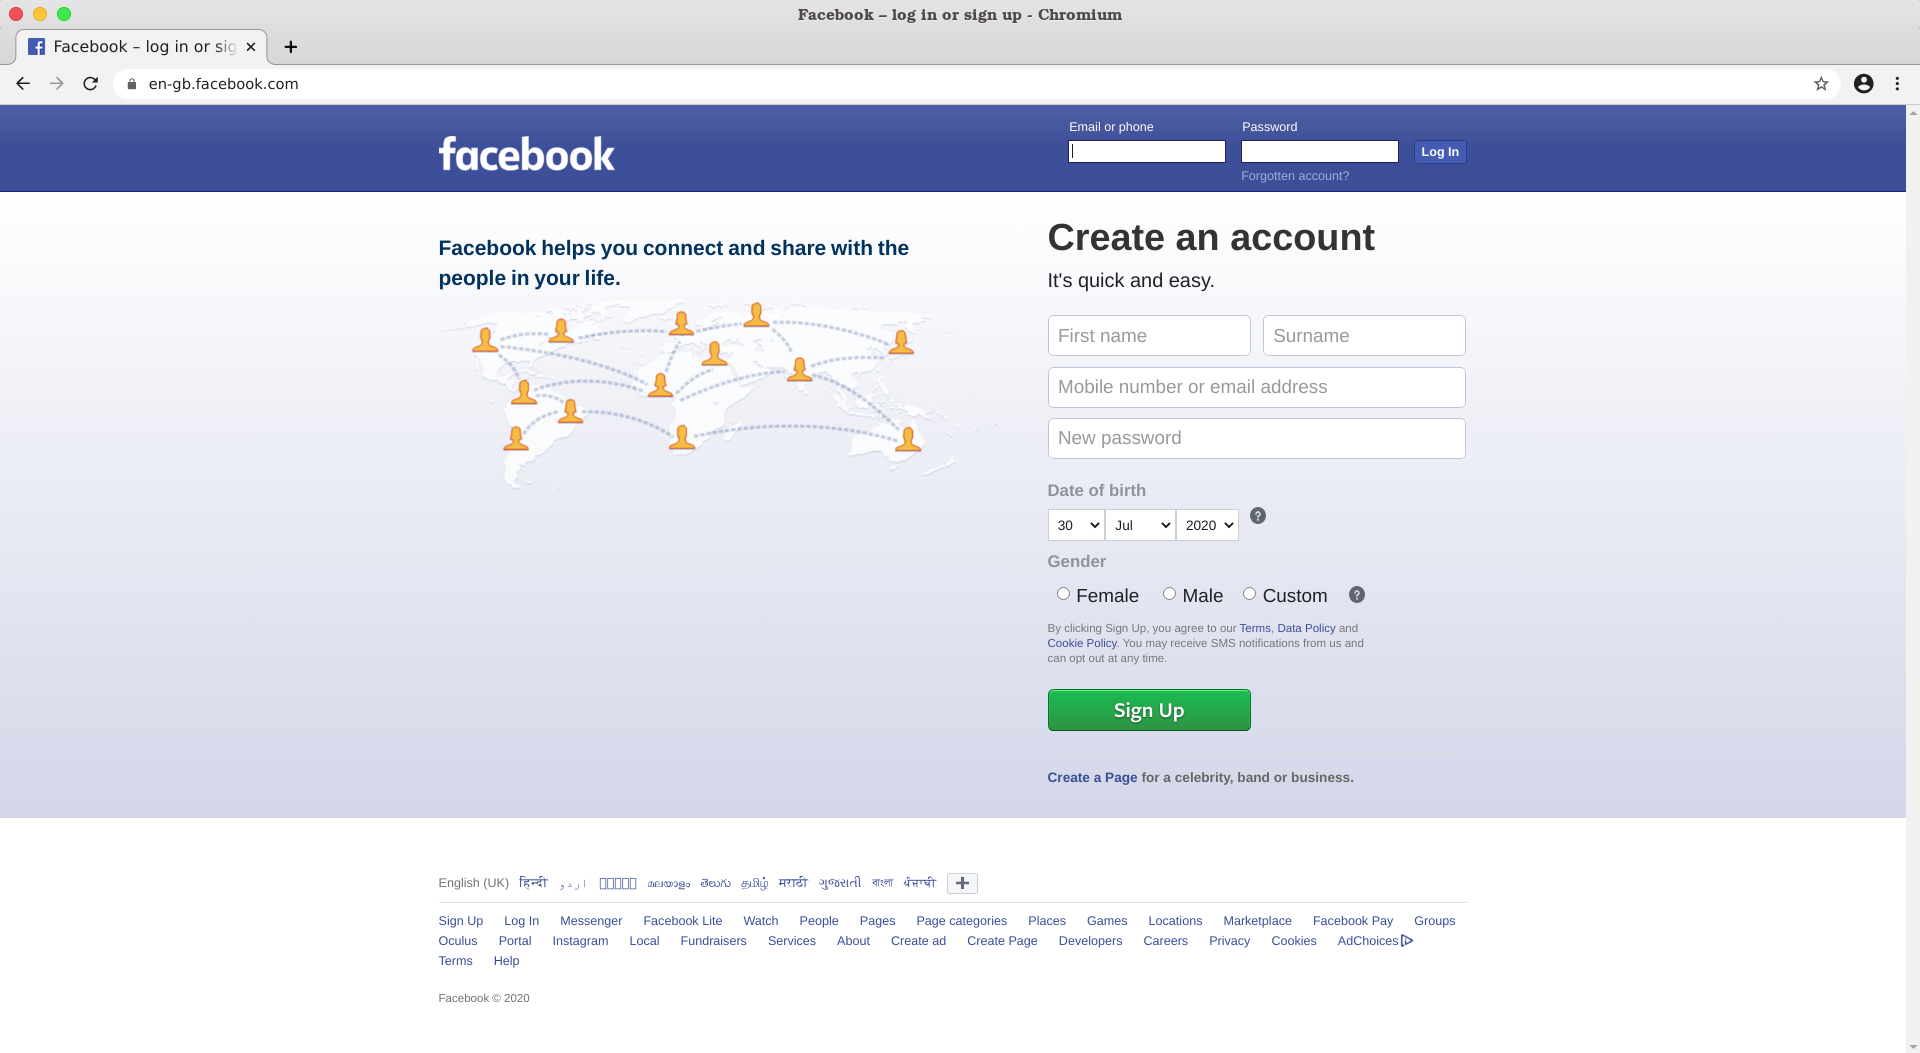 Facebook – log in or sign up - Chromium
Facebook – log in or sig
en-gb.facebook.com
facebook
Email or phone
Password
Log In
Forgotten account?
Facebook helps you connect and share with the
people in your life.
Create an account
It's quick and easy.
First name
Surname
Mobile number or email address
New password
Date of birth
30 Jul 2020
Gender
Female Male Custom
By clicking Sign Up, you agree to our Terms, Data Policy and
Cookie Policy. You may receive SMS notifications from us and
can opt out at any time.
Sign Up
Create a Page for a celebrity, band or business.
English (UK) हिन्दी اردو മലയാളം తెలుగు தமிழ் मराठी ગુજરાતી বাংলা ਪੰਜਾਬੀ
Sign Up Log In Messenger Facebook Lite Watch People Pages Page categories Places Games Locations Marketplace Facebook Pay Groups
Oculus Portal Instagram Local Fundraisers Services About Create ad Create Page Developers Careers Privacy Cookies AdChoices
Terms Help
Facebook © 2020